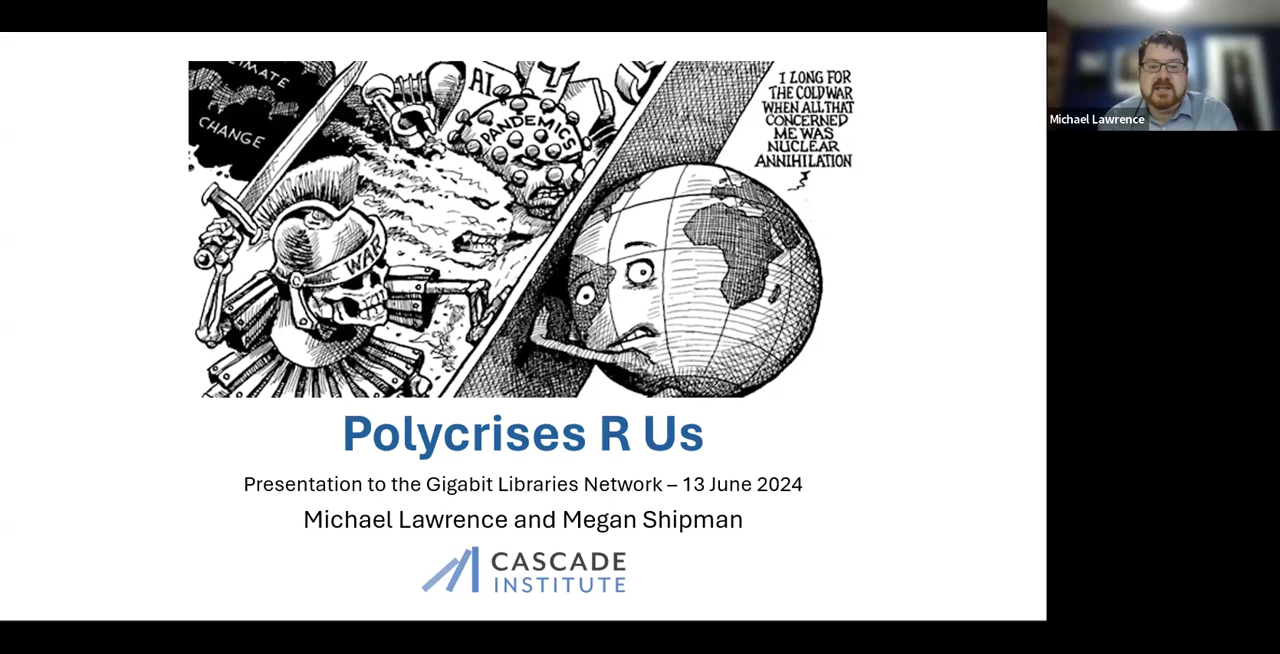 CLIMATE
CHANGE
WAR
AI
PANDEMICS
I LONG FOR
THE COLD WAR
WHEN ALL THAT
CONCERNED
ME WAS
NUCLEAR
ANNIHILATION
Polycrises R Us
Presentation to the Gigabit Libraries Network – 13 June 2024
Michael Lawrence and Megan Shipman
CASCADE
INSTITUTE
Michael Lawrence